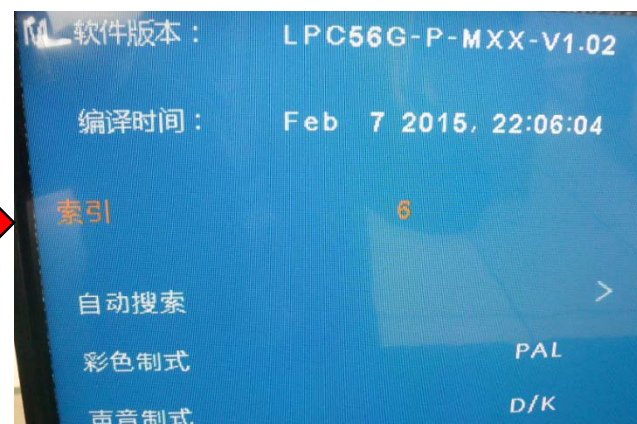 软件版本： LPC56G-P-MXX-V1.02
编译时间： Feb 7 2015, 22:06:04
索引 6
自动搜索 >
彩色制式 PAL
声音制式 D/K